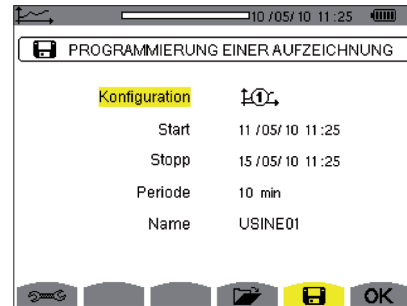 10/05/10 11:25
PROGRAMMIERUNG EINER AUFZEICHNUNG
Konfiguration 1
Start 11/05/10 11:25
Stopp 15/05/10 11:25
Periode 10 min
Name USINE01
OK